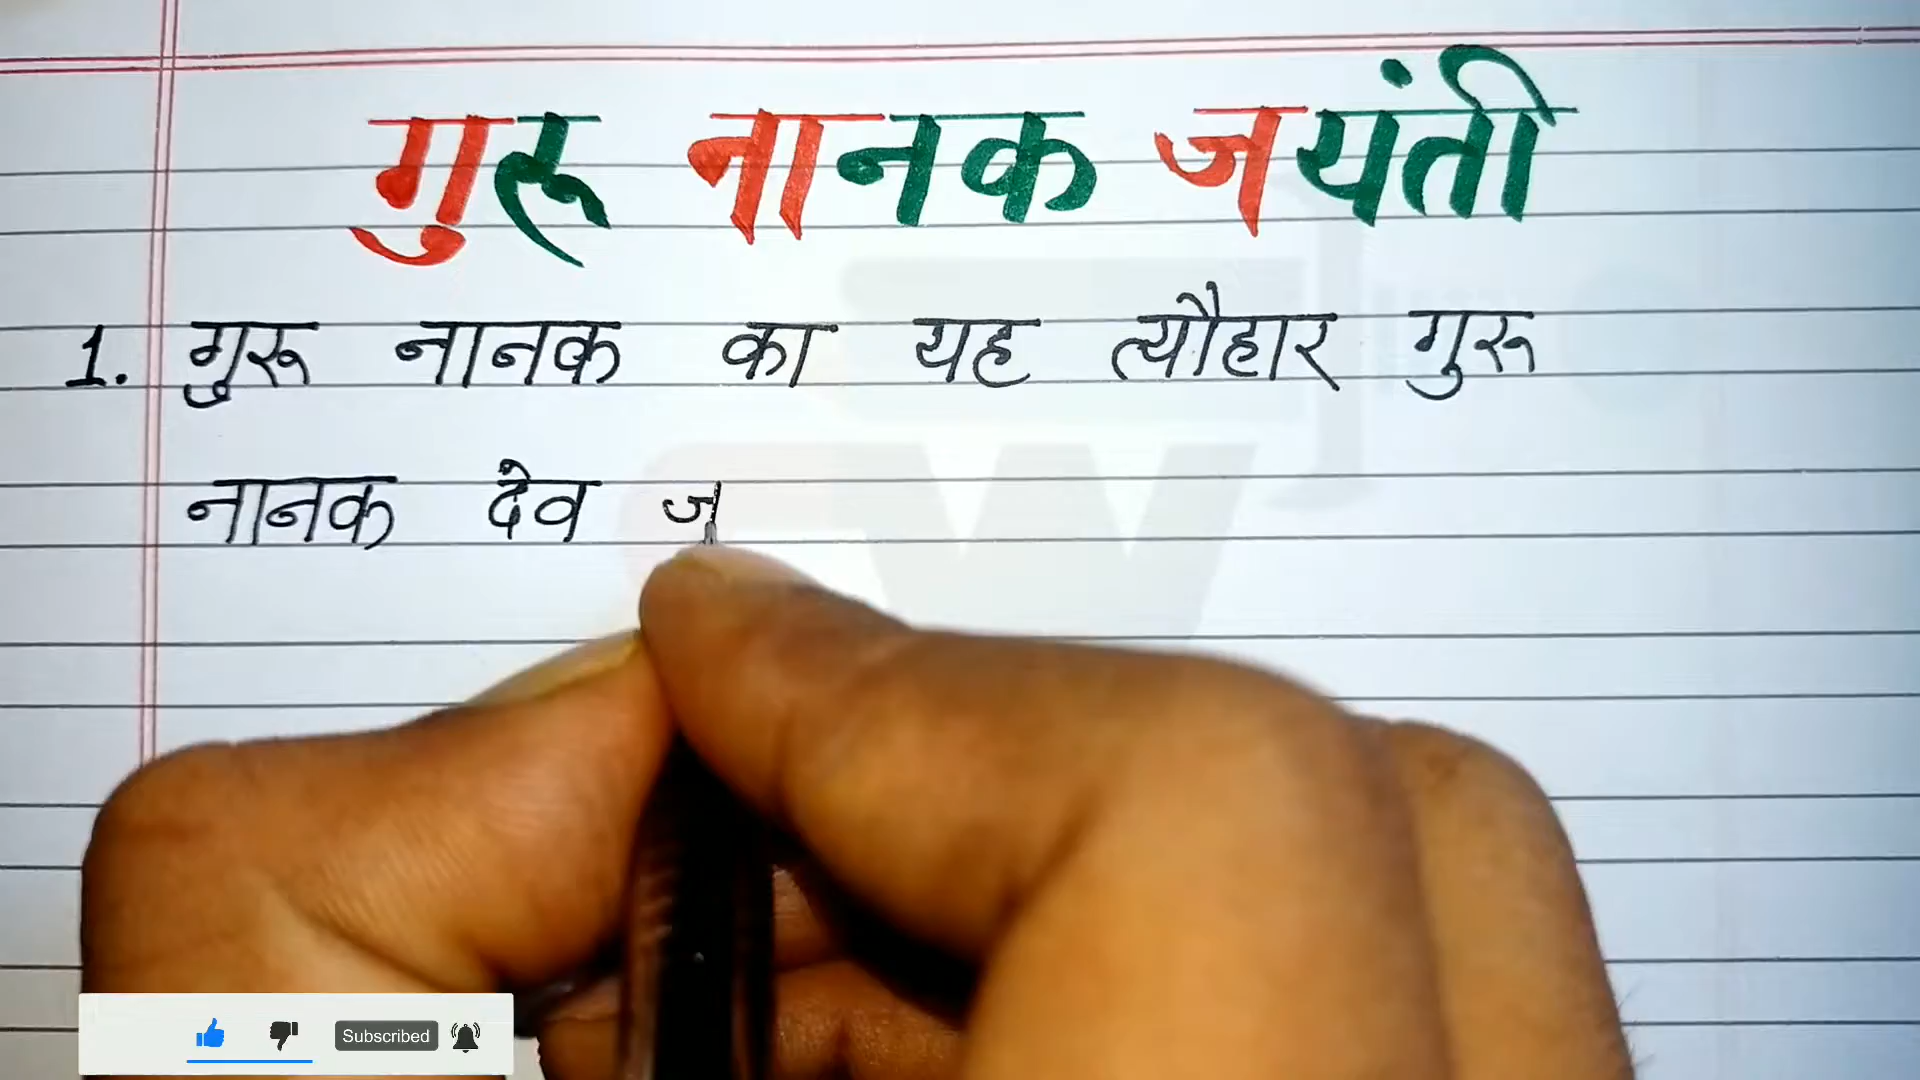 गुरू नानक जयंती
1. गुरू नानक का यह त्यौहार गुरू
नानक देव ज
Subscribed